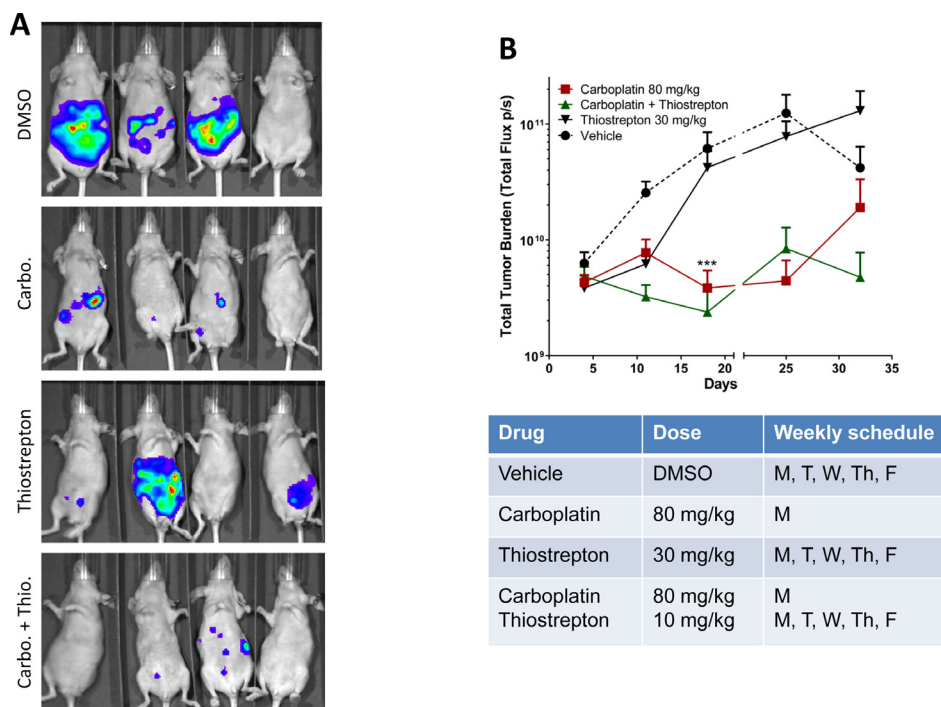 A
DMSO
Carbo.
Thiostrepton
Carbo. + Thio.
B
Carboplatin 80 mg/kg
Carboplatin + Thiostrepton
Thiostrepton 30 mg/kg
Vehicle
Total Tumor Burden (Total Flux p/s)
10¹¹
10¹⁰
10⁹
***
0 5 10 15 20 25 30 35
Days
Drug Dose Weekly schedule
Vehicle DMSO M, T, W, Th, F
Carboplatin 80 mg/kg M
Thiostrepton 30 mg/kg M, T, W, Th, F
Carboplatin 80 mg/kg M
Thiostrepton 10 mg/kg M, T, W, Th, F